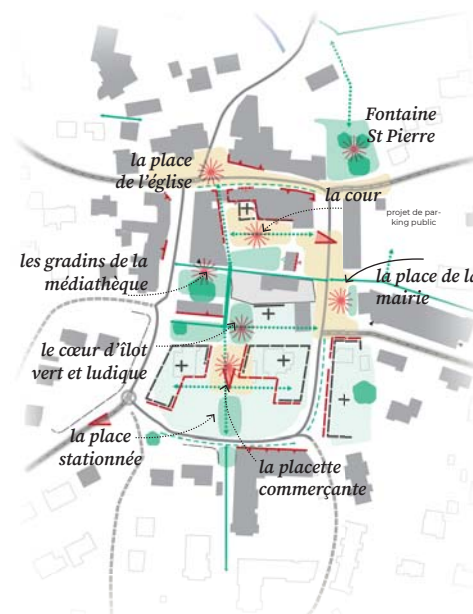 Fontaine
St Pierre
la place
de l'église
la cour
projet de par-
king public
les gradins de la
médiathèque
la place de la
mairie
le cœur d'îlot
vert et ludique
la place
stationnée
la placette
commerçante